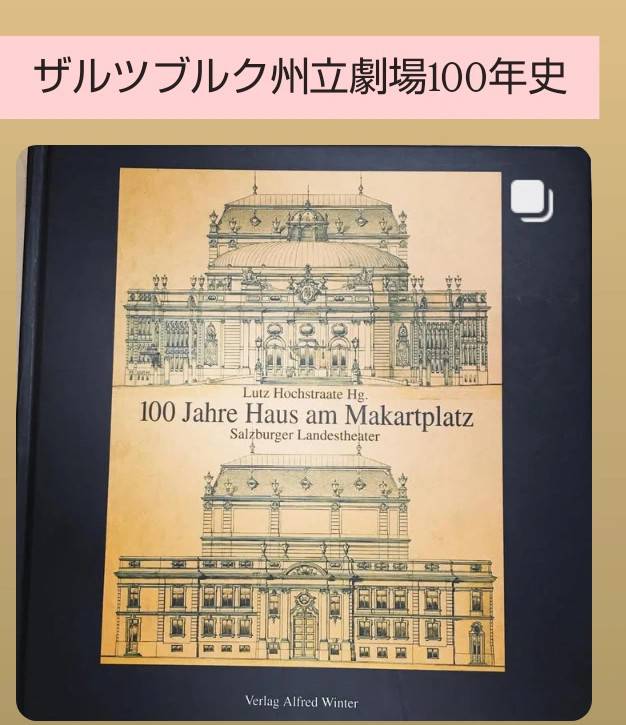 ザルツブルク州立劇場100年史
Lutz Hochstraate Hg.
100 Jahre Haus am Makartplatz
Salzburger Landestheater
Verlag Alfred Winter